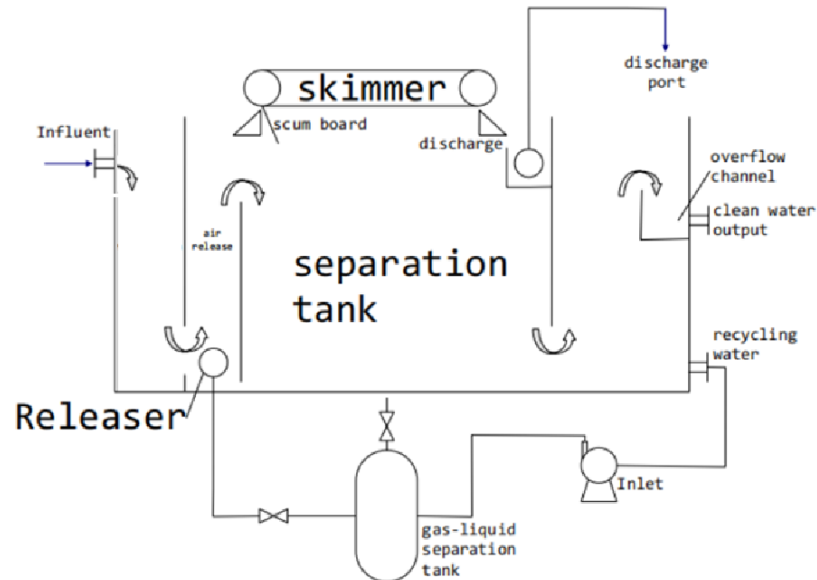 skimmer
discharge
port
Influent
scum board
discharge
overflow
channel
clean water
output
air
release
separation
tank
recycling
water
Releaser
Inlet
gas-liquid
separation
tank